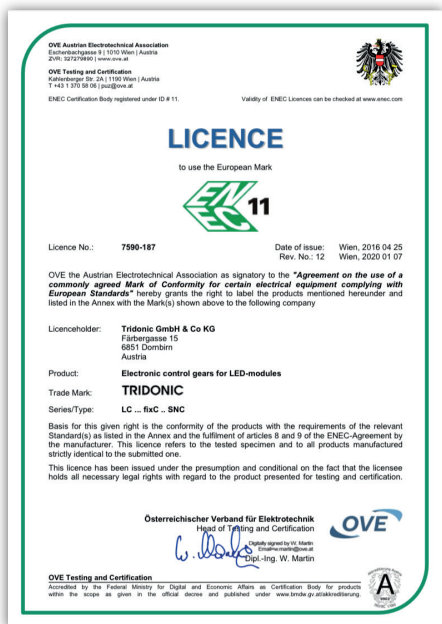 OVE Austrian Electrotechnical Association
Eschenbachgasse 9 | 1010 Wien | Austria
ZVR: 327279890 | www.ove.at
OVE Testing and Certification
Kahlenberger Str. 2A | 1190 Wien | Austria
T +43 1 370 58 06 | puz@ove.at
ENEC Certification Body registered under ID # 11.
Validity of ENEC Licences can be checked at www.enec.com
LICENCE
to use the European Mark
ENEC 11
Licence No.: 7590-187
Date of issue: Wien, 2016 04 25
Rev. No.: 12 Wien, 2020 01 07
OVE the Austrian Electrotechnical Association as signatory to the "Agreement on the use of a
commonly agreed Mark of Conformity for certain electrical equipment complying with
European Standards" hereby grants the right to label the products mentioned hereunder and
listed in the Annex with the Mark(s) shown above to the following company
Licenceholder: Tridonic GmbH & Co KG
Färbergasse 15
6851 Dornbirn
Austria
Product: Electronic control gears for LED-modules
Trade Mark: TRIDONIC
Series/Type: LC ... fixC .. SNC
Basis for this given right is the conformity of the products with the requirements of the relevant
Standard(s) as listed in the Annex and the fulfilment of articles 8 and 9 of the ENEC-Agreement by
the manufacturer. This licence refers to the tested specimen and to all products manufactured
strictly identical to the submitted one.
This licence has been issued under the presumption and conditional on the fact that the licensee
holds all necessary legal rights with regard to the product presented for testing and certification.
Österreichischer Verband für Elektrotechnik
Head of Testing and Certification
Digitally signed by W. Martin
Email=w.martin@ove.at
Dipl.-Ing. W. Martin
OVE
OVE Testing and Certification
Accredited by the Federal Ministry for Digital and Economic Affairs as Certification Body for products
within the scope as given in the official decree and published under www.bmdw.gv.at/akkreditierung.
A